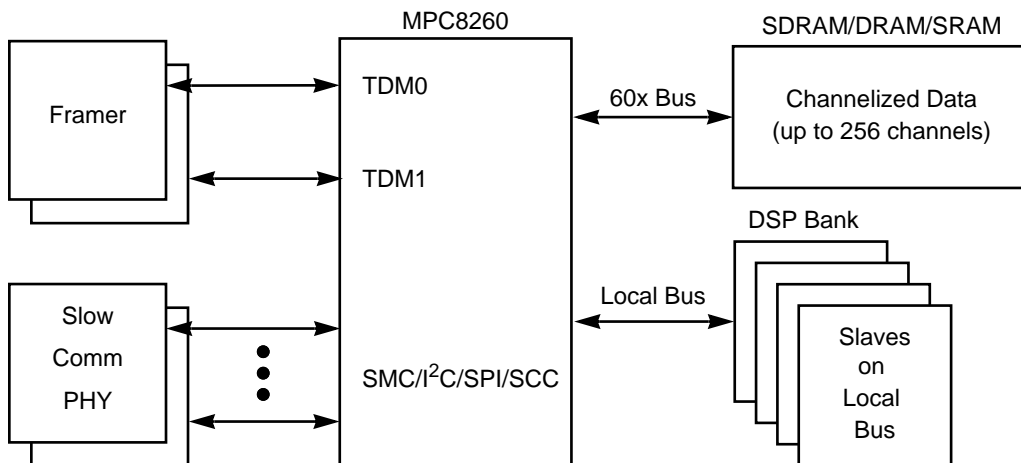 MPC8260
SDRAM/DRAM/SRAM
Framer
TDM0
TDM1
60x Bus
Channelized Data
(up to 256 channels)
DSP Bank
Local Bus
Slow
Comm
PHY
SMC/I²C/SPI/SCC
Slaves
on
Local
Bus